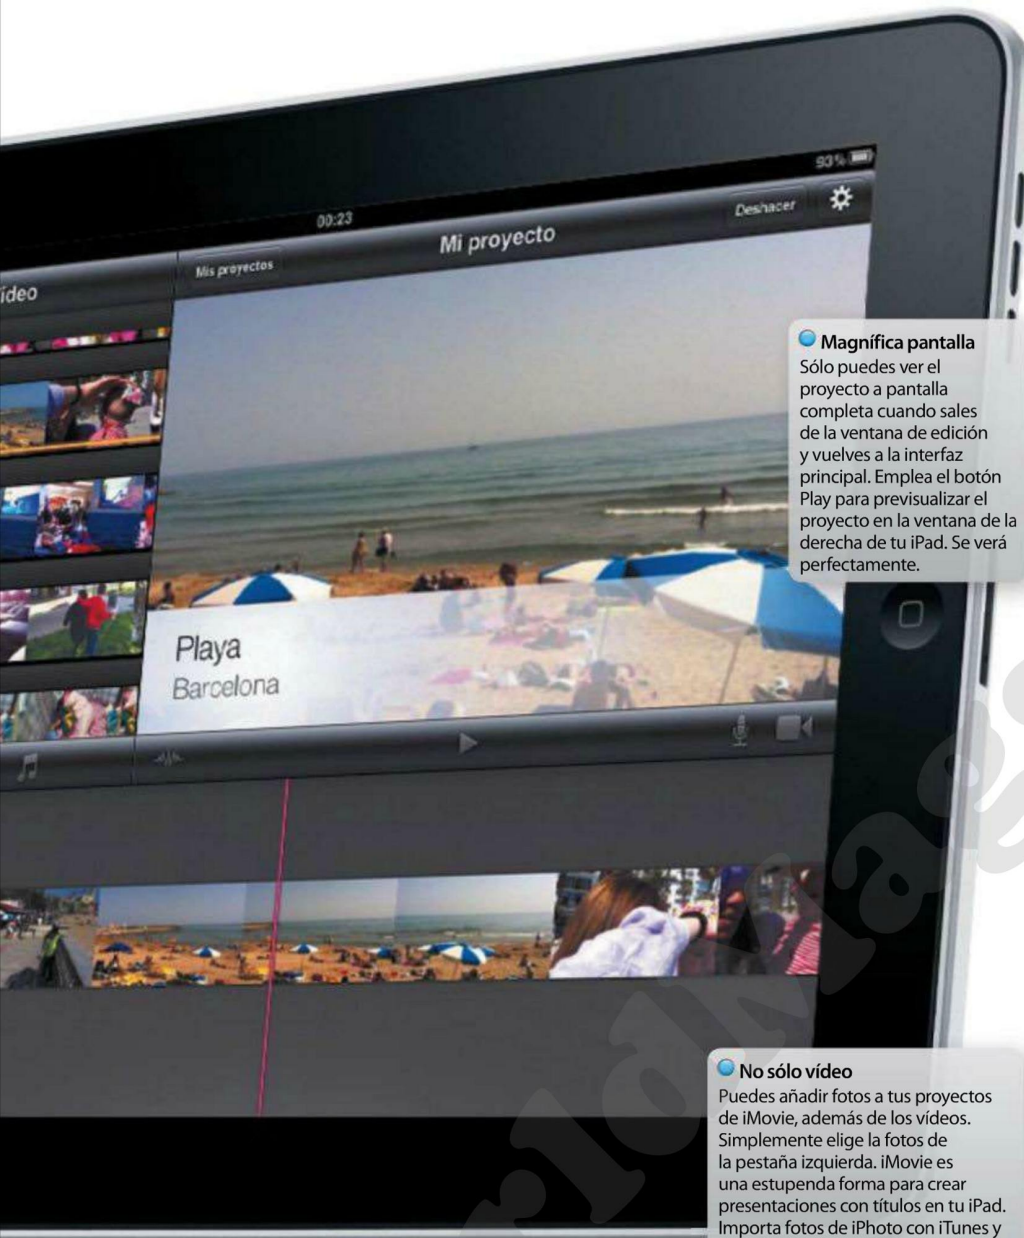 93%
00:23
Deshacer
Mi proyecto
Mis proyectos
ídeo
Magnífica pantalla
Sólo puedes ver el
proyecto a pantalla
completa cuando sales
de la ventana de edición
y vuelves a la interfaz
principal. Emplea el botón
Play para previsualizar el
proyecto en la ventana de la
derecha de tu iPad. Se verá
perfectamente.
Playa
Barcelona
No sólo vídeo
Puedes añadir fotos a tus proyectos
de iMovie, además de los vídeos.
Simplemente elige la fotos de
la pestaña izquierda. iMovie es
una estupenda forma para crear
presentaciones con títulos en tu iPad.
Importa fotos de iPhoto con iTunes y